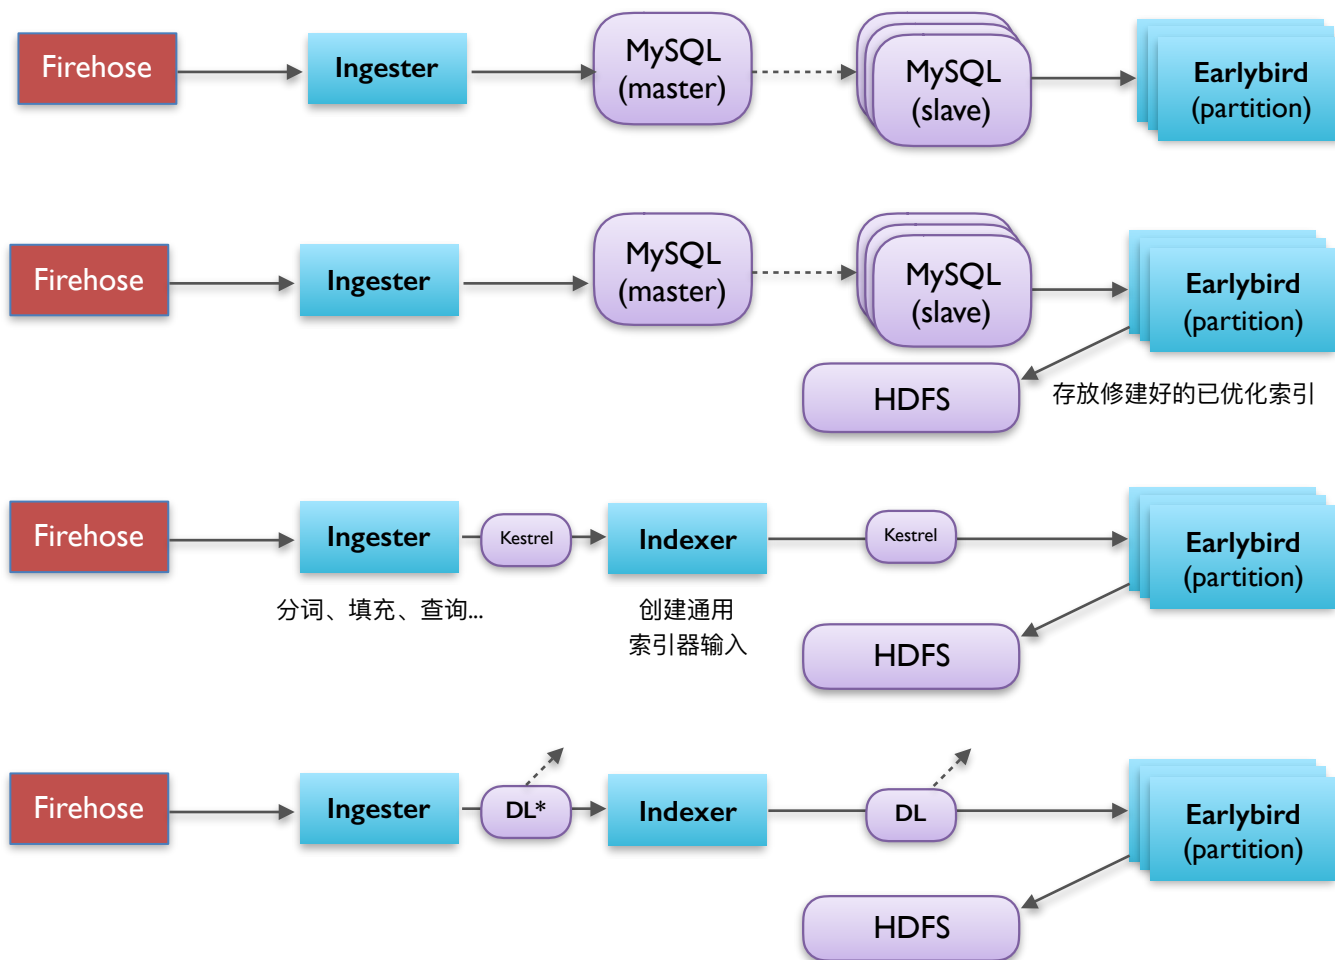 Firehose
Ingester
MySQL
(master)
MySQL
(slave)
Earlybird
(partition)
Firehose
Ingester
MySQL
(master)
MySQL
(slave)
Earlybird
(partition)
HDFS
存放修建好的已优化索引
Firehose
Ingester
Kestrel
Indexer
Kestrel
Earlybird
(partition)
分词、填充、查询...
创建通用
索引器输入
HDFS
Firehose
Ingester
DL*
Indexer
DL
Earlybird
(partition)
HDFS